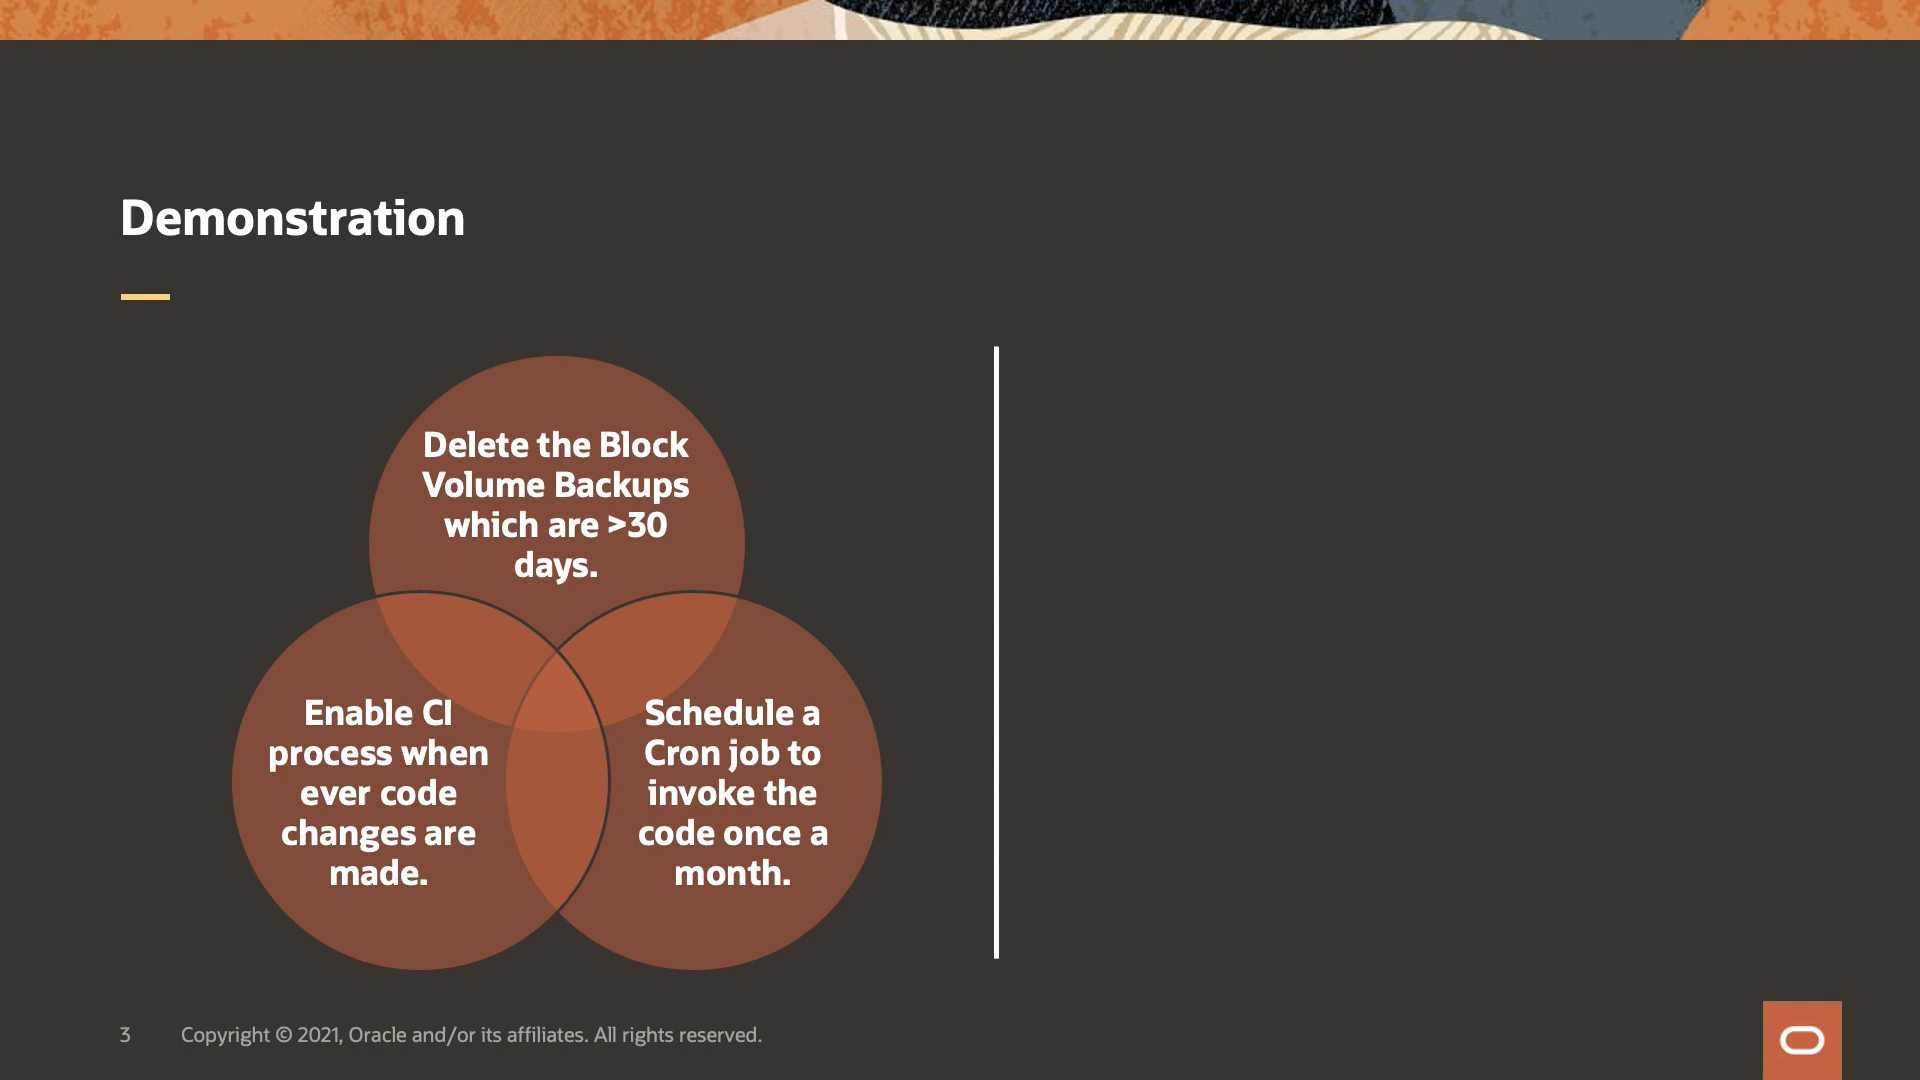 Demonstration
Delete the Block
Volume Backups
which are >30
days.
Enable CI
process when
ever code
changes are
made.
Schedule a
Cron job to
invoke the
code once a
month.
3 Copyright © 2021, Oracle and/or its affiliates. All rights reserved.